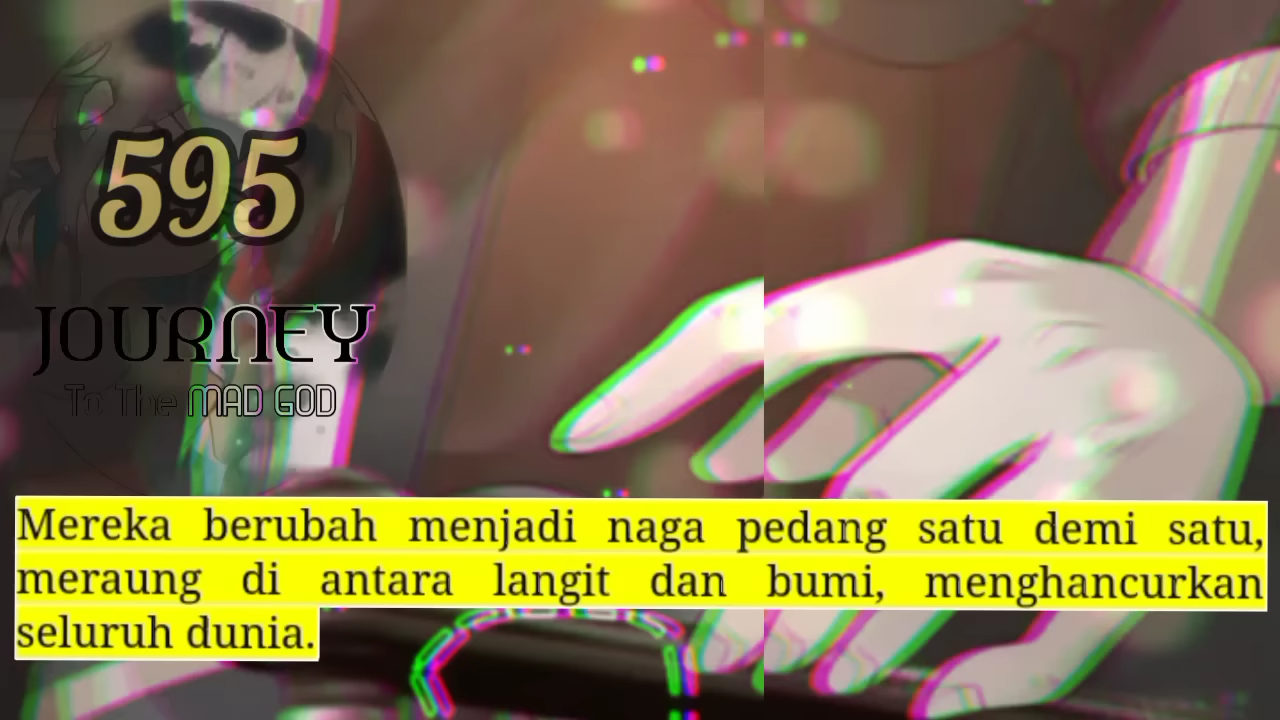 595
JOURNEY
To The MAD GOD
Mereka berubah menjadi naga pedang satu demi satu,
meraung di antara langit dan bumi, menghancurkan
seluruh dunia.